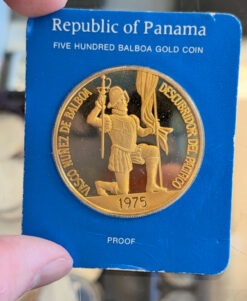 Republic of Panama
FIVE HUNDRED BALBOA GOLD COIN
VASCO NUÑEZ DE BALBOA
DESCUBRIDOR DEL PACIFICO
1975
PROOF